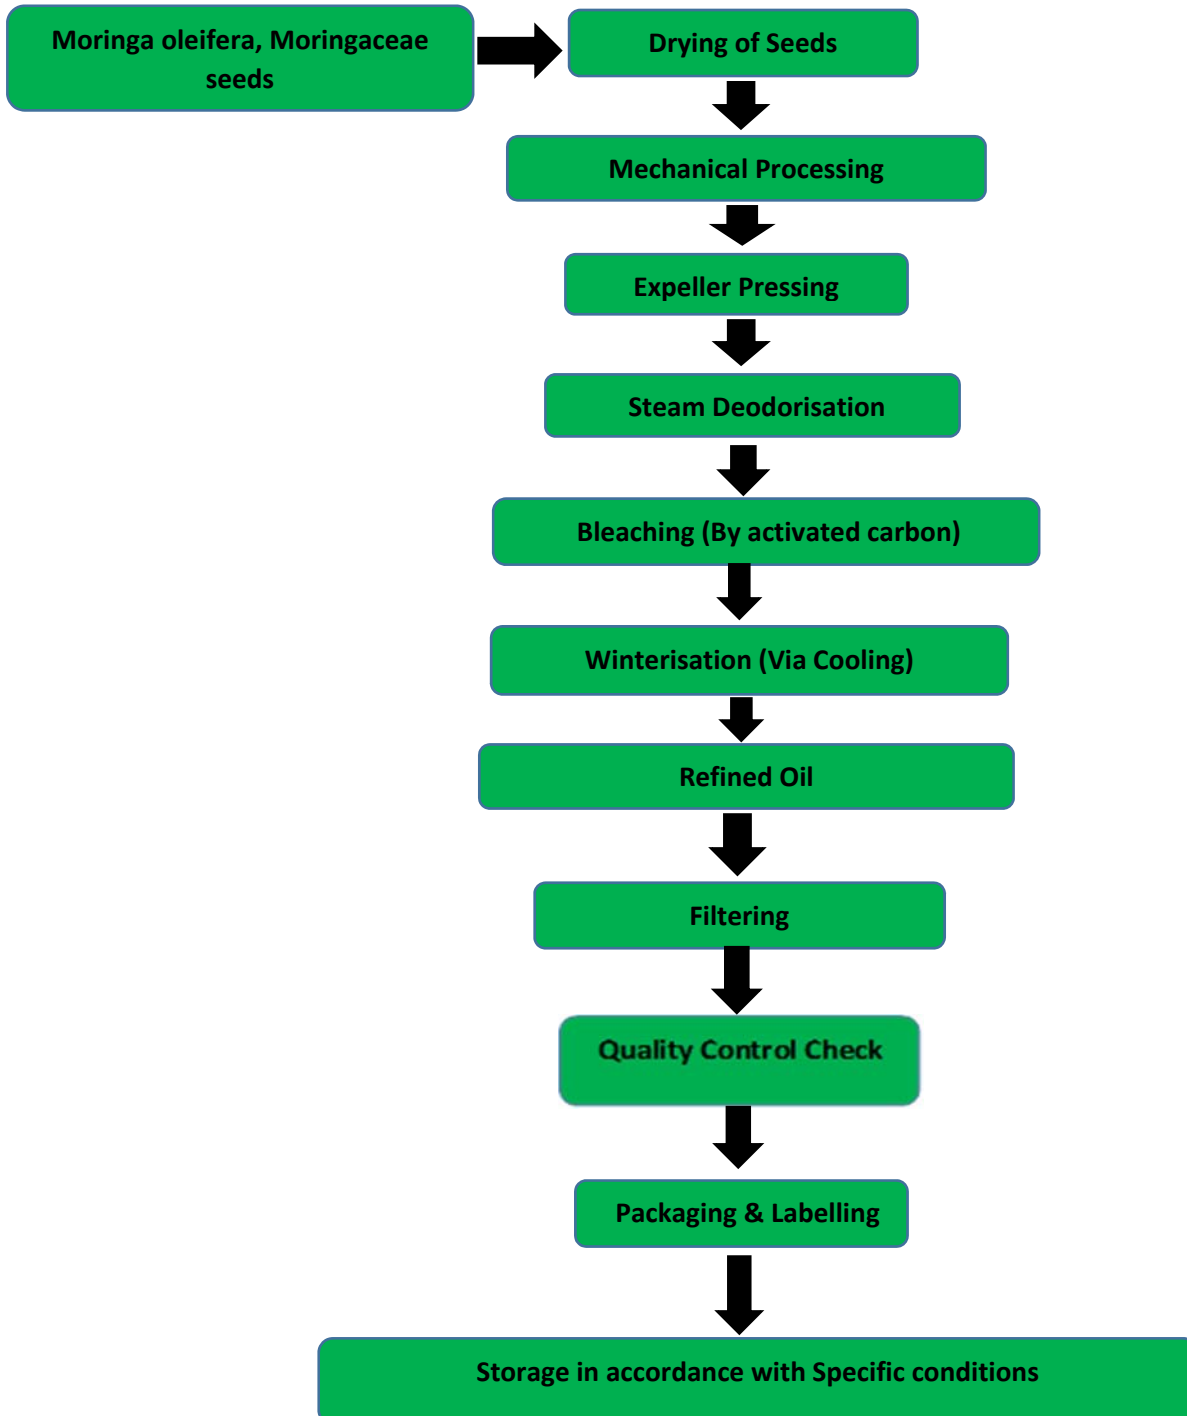 Moringa oleifera, Moringaceae
seeds
Drying of Seeds
Mechanical Processing
Expeller Pressing
Steam Deodorisation
Bleaching (By activated carbon)
Winterisation (Via Cooling)
Refined Oil
Filtering
Quality Control Check
Packaging & Labelling
Storage in accordance with Specific conditions